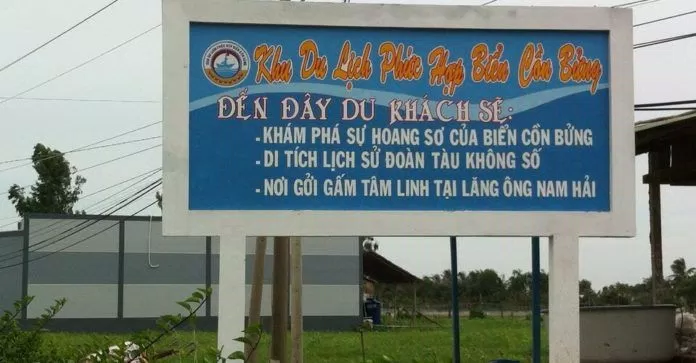 Khu Du Lịch Phức Hợp Biển Cồn Bửng
ĐẾN ĐÂY DU KHÁCH SẼ:
- KHÁM PHÁ SỰ HOANG SƠ CỦA BIỂN CỒN BỬNG
- DI TÍCH LỊCH SỬ ĐOÀN TÀU KHÔNG SỐ
- NƠI GỞI GẤM TÂM LINH TẠI LĂNG ÔNG NAM HẢI